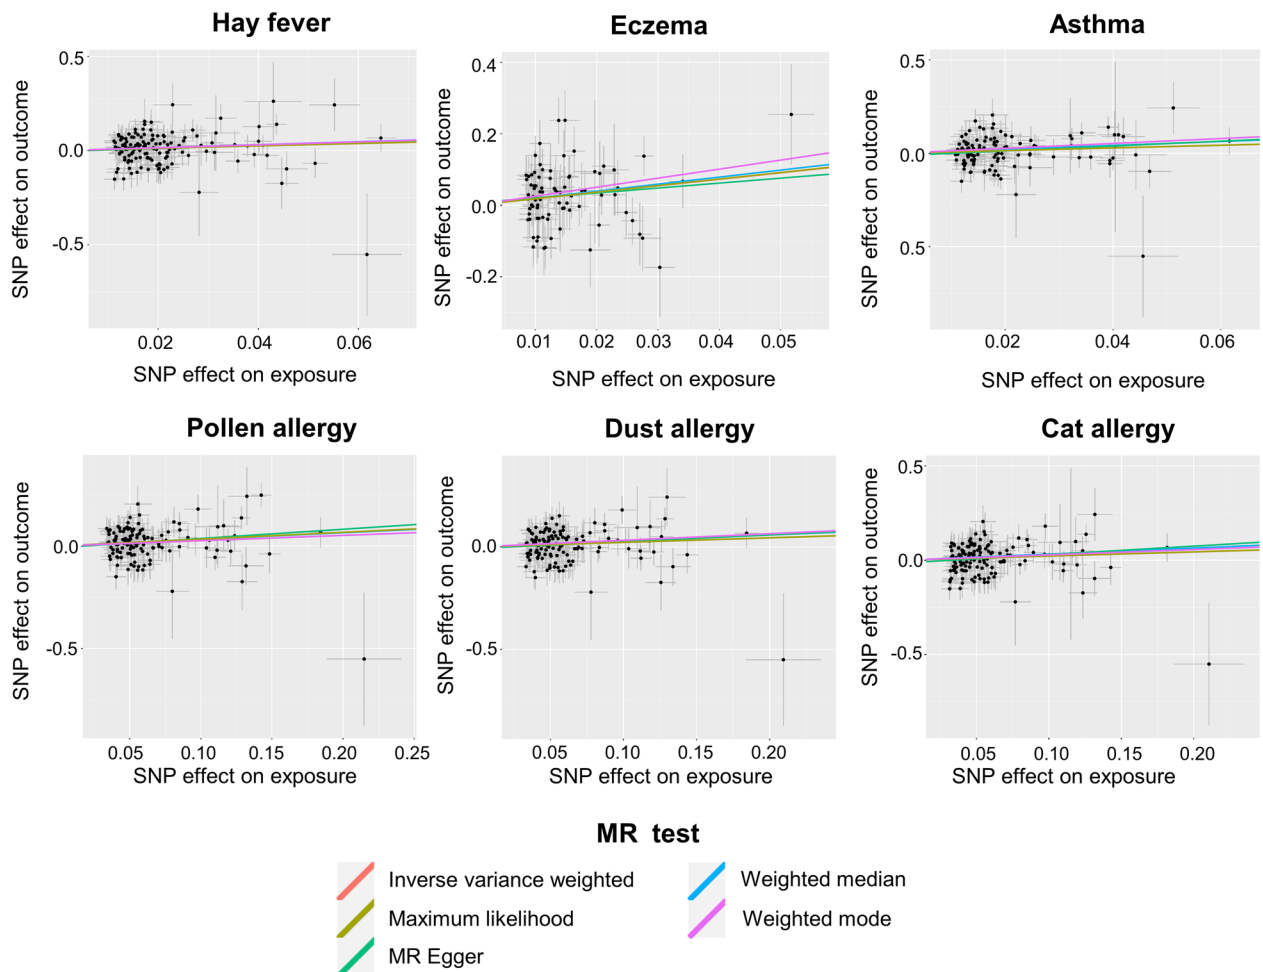 Hay fever
Eczema
Asthma
0.5
0.0
-0.5
SNP effect on outcome
0.02
0.04
0.06
SNP effect on exposure
0.4
0.2
0.0
-0.2
SNP effect on outcome
0.01
0.02
0.03
0.04
0.05
SNP effect on exposure
0.5
0.0
0.5
SNP effect on outcome
0.02
0.04
0.06
SNP effect on exposure
Pollen allergy
Dust allergy
Cat allergy
0.0
-0.5
SNP effect on outcome
0.05
0.10
0.15
0.20
0.25
SNP effect on exposure
0.0
-0.5
SNP effect on outcome
0.05
0.10
0.15
0.20
SNP effect on exposure
0.5
0.0
-0.5
SNP effect on outcome
0.05
0.10
0.15
0.20
SNP effect on exposure
MR test
Inverse variance weighted
Maximum likelihood
MR Egger
Weighted median
Weighted mode